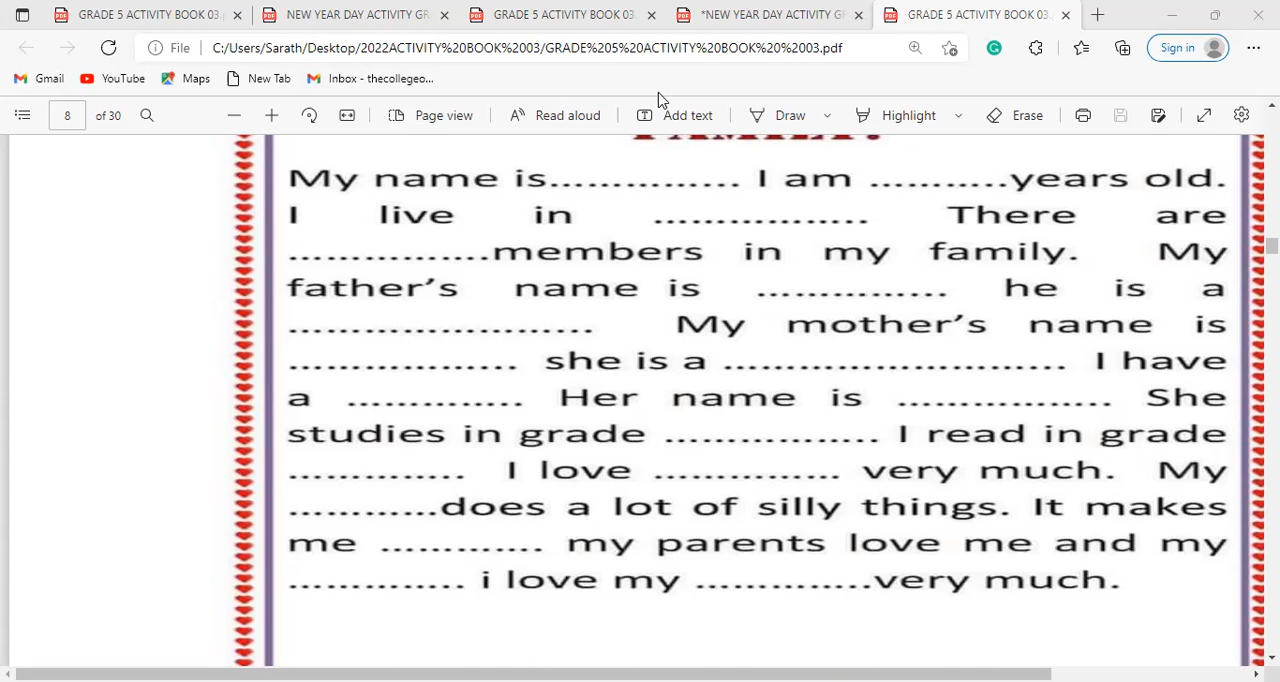 GRADE 5 ACTIVITY BOOK 03.p
NEW YEAR DAY ACTIVITY GR
GRADE 5 ACTIVITY BOOK 03.
*NEW YEAR DAY ACTIVITY G
GRADE 5 ACTIVITY BOOK 03.
File C:/Users/Sarath/Desktop/2022ACTIVITY%20BOOK%2003/GRADE%205%20ACTIVITY%20BOOK%20%2003.pdf
Sign in
Gmail YouTube Maps New Tab Inbox - thecollegeo...
8 of 30 Page view Read aloud Add text Draw Highlight Erase
FAMILY.
My name is................ I am ............years old.
I live in .................. There are
.................members in my family. My
father's name is ................ he is a
.......................... My mother's name is
.................... she is a ............................. I have
a ............... Her name is .................. She
studies in grade .................. I read in grade
............... I love ................ very much. My
.............does a lot of silly things. It makes
me .............. my parents love me and my
............... i love my ...............very much.